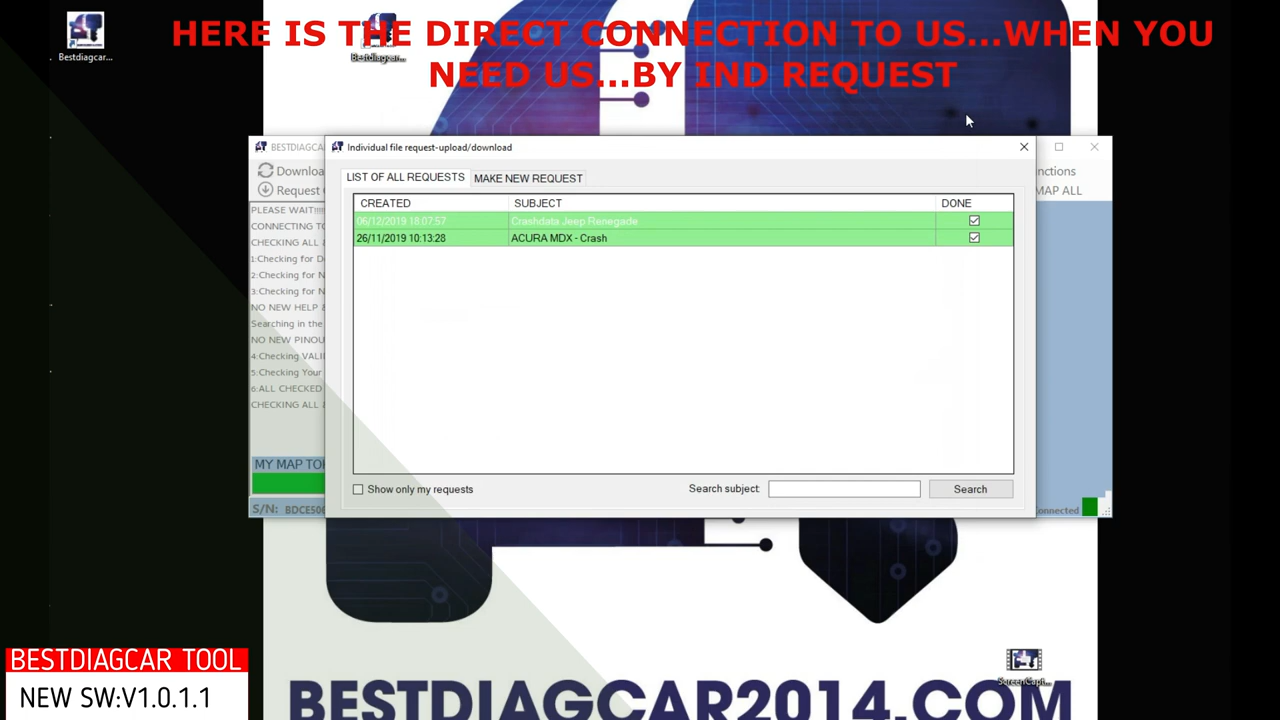 HERE IS THE DIRECT CONNECTION TO US...WHEN YOU
NEED US...BY IND REQUEST
Bestdiagcar...
Bestdiagcar...
BESTDIAGCA
Individual file request-upload/download
Downloa
nctions
Request
MAP ALL
LIST OF ALL REQUESTS
MAKE NEW REQUEST
CREATED
SUBJECT
DONE
06/12/2019 18:07:57
Crashdata Jeep Renegade
26/11/2019 10:13:28
ACURA MDX - Crash
PLEASE WAIT!!!!
CONNECTING TO
CHECKING ALL
1:Checking for D
2:Checking for N
3:Checking for N
NO NEW HELP
Searching in the
NO NEW PINOU
4:Checking VALI
5:Checking Your
6:ALL CHECKED
CHECKING ALL
MY MAP TOK
Show only my requests
Search subject:
Search
S/N: BDCE506
onnected
ScreenCapt...
BESTDIAGCAR TOOL
NEW SW:V1.0.1.1
BESTDIAGCAR2014.COM